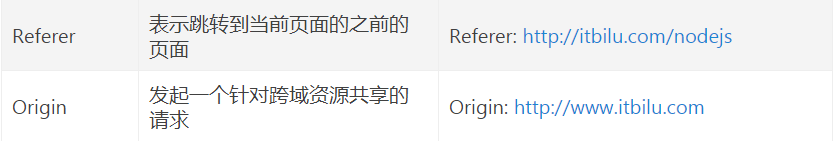 Referer
表示跳转到当前页面的之前的
页面
Referer: http://itbilu.com/nodejs
Origin
发起一个针对跨域资源共享的
请求
Origin: http://www.itbilu.com